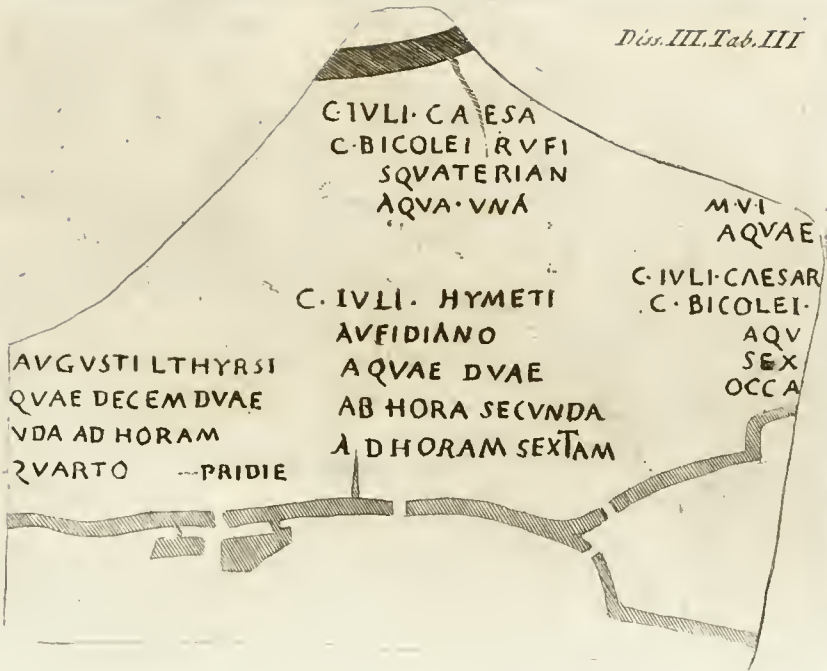 Diss. III. Tab. III
C·IVLI·CAESA
C·BICOLEI RVFI
SQVATERIAN
AQVA·VNA
M·V·I
AQVAE
C·IVLI·CAESAR
C·BICOLEI·
AQV
SEX
OCCA
C·IVLI·HYMETI
AVFIDIANO
AQVAE DVAE
AB HORA SECVNDA
ADHORAM SEXTAM
AVGVSTI L THYRSI
QVAE DECEM DVAE
VDA AD HORAM
QVARTO PRIDIE